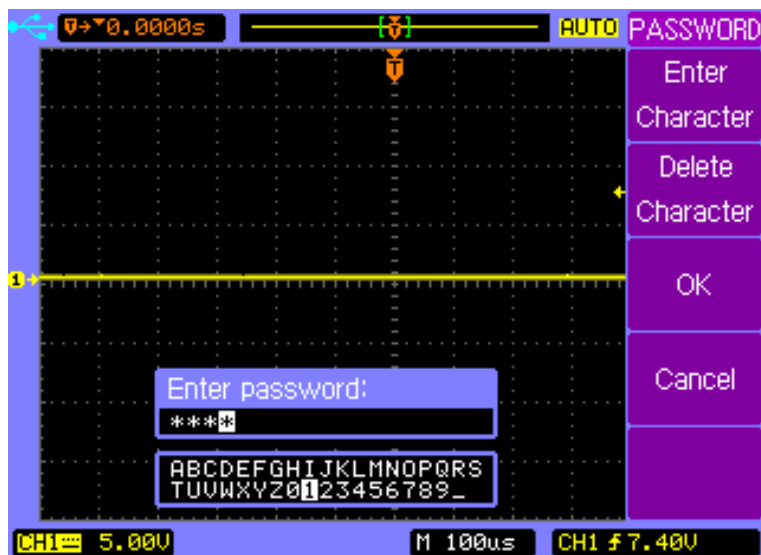 T→▼0.0000s
T
AUTO
PASSWORD
Enter
Character
Delete
Character
OK
Cancel
T
1
Enter password:
****
ABCDEFGHIJKLMNOPQRS
TUVWXYZ0123456789_
CH1 5.00V
M 100us
CH1 7.40V